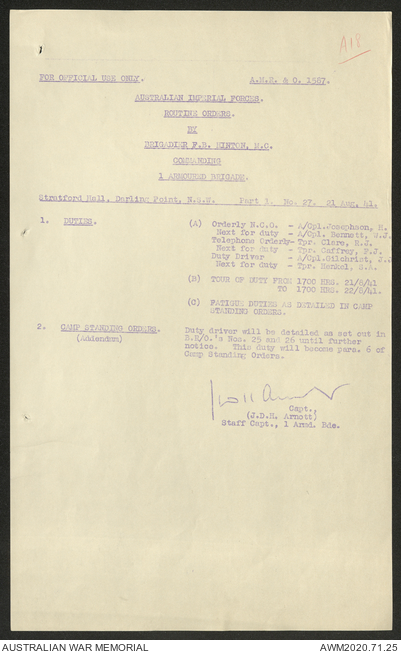 A18
FOR OFFICIAL USE ONLY. A.M.R. & O. 1587.
AUSTRALIAN IMPERIAL FORCES.
ROUTINE ORDERS.
BY
BRIGADIER F.B. HINTON, M.C.
COMMANDING
1 ARMOURED BRIGADE.
Stratford Hall, Darling Point, N.S.W. Part 1. No. 27. 21 Aug. 41.
1. DUTIES. (A) Orderly N.C.O. - A/Cpl. Josephson, H.
Next for duty - A/Cpl. Bennett,
Telephone Orderly- Tpr. Clare, R.J.
Next for duty - Tpr. Caffrey,
Duty Driver - A/Cpl. Gilchrist,
Next for duty - Tpr. Henkel, S.A.
(B) TOUR OF DUTY FROM 1700 HRS. 21/8/41
TO 1700 HRS. 22/8/41.
(C) FATIGUE DUTIES AS DETAILED IN CAMP
STANDING ORDERS.
2. CAMP STANDING ORDERS. Duty driver will be detailed as set out in
(Addendum) B.R/O.'s Nos. 25 and 26 until further
notice. This duty will become para. 6 of
Camp Standing Orders.
Capt.,
(J.D.H. Arnott)
Staff Capt., 1 Armd. Bde.
AUSTRALIAN WAR MEMORIAL AWM2020.71.25